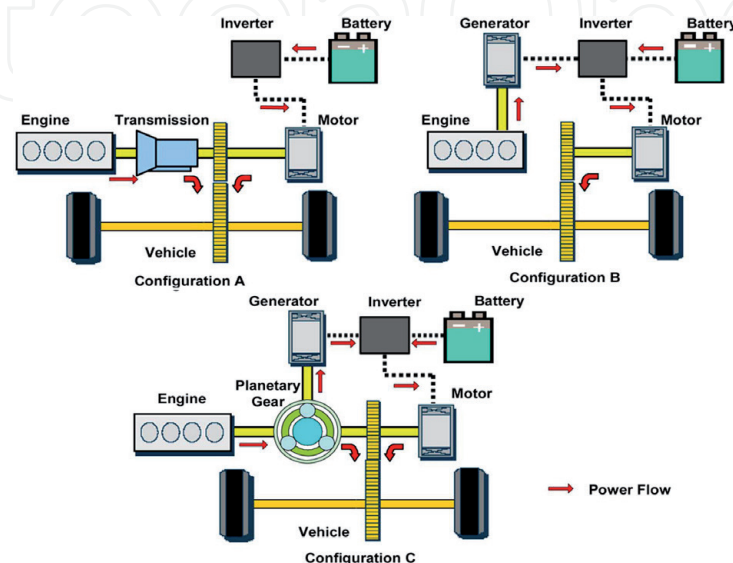 Inverter
Battery
Engine
Transmission
Motor
Vehicle
Configuration A
Generator
Inverter
Battery
Engine
Motor
Vehicle
Configuration B
Generator
Inverter
Battery
Planetary
Gear
Engine
Motor
Vehicle
Configuration C
Power Flow